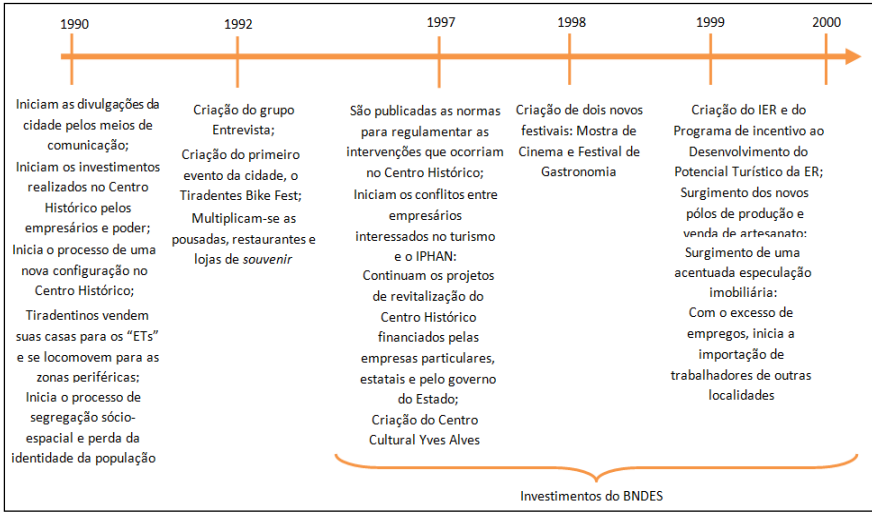 1990
1992
1997
1998
1999
2000
Iniciam as divulgações da
cidade pelos meios de
comunicação;
Iniciam os investimentos
realizados no Centro
Histórico pelos
empresários e poder;
Inicia o processo de uma
nova configuração no
Centro Histórico;
Tiradentinos vendem
suas casas para os “ETs”
e se locomovem para as
zonas periféricas;
Inicia o processo de
segregação sócio-
espacial e perda da
identidade da população
Criação do grupo
Entrevista;
Criação do primeiro
evento da cidade, o
Tiradentes Bike Fest;
Multiplicam-se as
pousadas, restaurantes e
lojas de souvenir
São publicadas as normas
para regulamentar as
intervenções que ocorriam
no Centro Histórico;
Iniciam os conflitos entre
empresários
interessados no turismo
e o IPHAN:
Continuam os projetos
de revitalização do
Centro Histórico
financiados pelas
empresas particulares,
estatais e pelo governo
do Estado;
Criação do Centro
Cultural Yves Alves
Criação de dois novos
festivais: Mostra de
Cinema e Festival de
Gastronomia
Criação do IER e do
Programa de incentivo ao
Desenvolvimento do
Potencial Turístico da ER;
Surgimento dos novos
pólos de produção e
venda de artesanato;
Surgimento de uma
acentuada especulação
imobiliária:
Com o excesso de
empregos, inicia a
importação de
trabalhadores de outras
localidades
Investimentos do BNDES